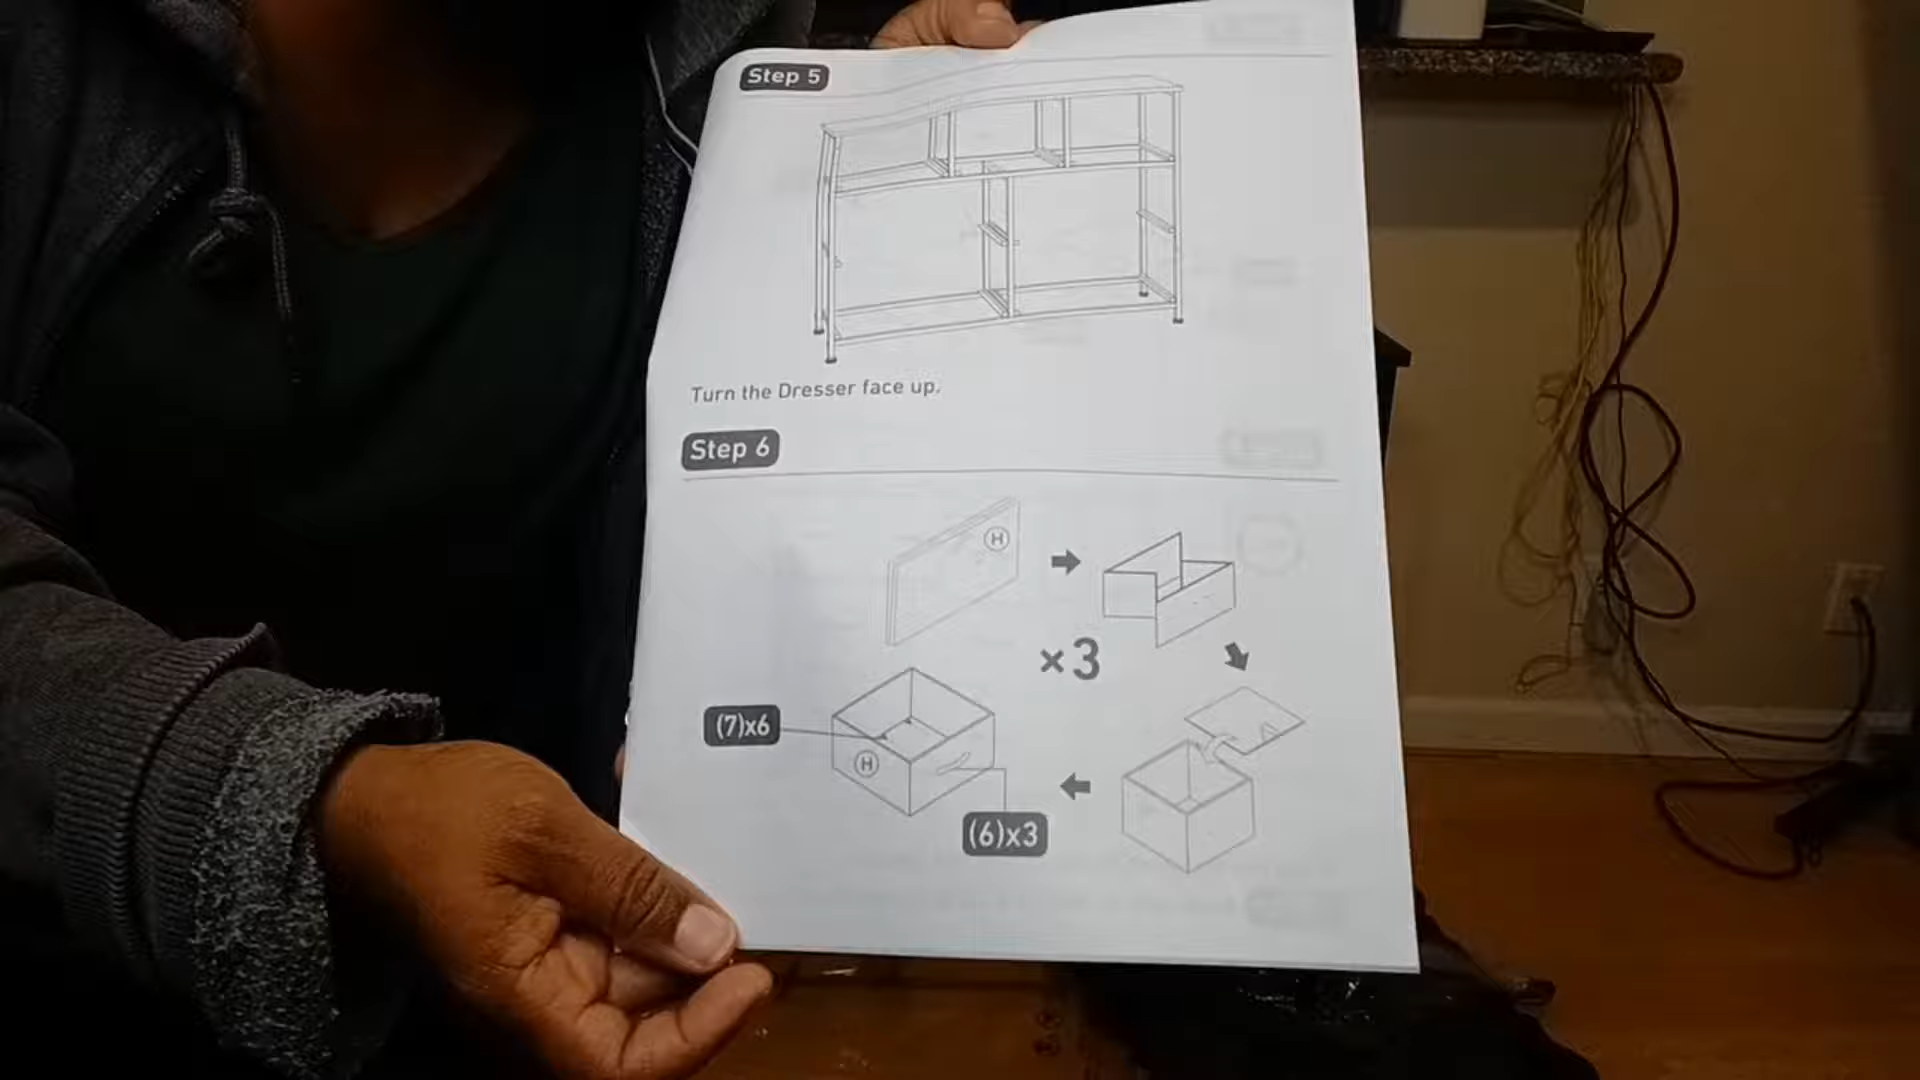 Step 5
Turn the Dresser face up.
Step 6
H
×3
(7)x6
H
(6)x3